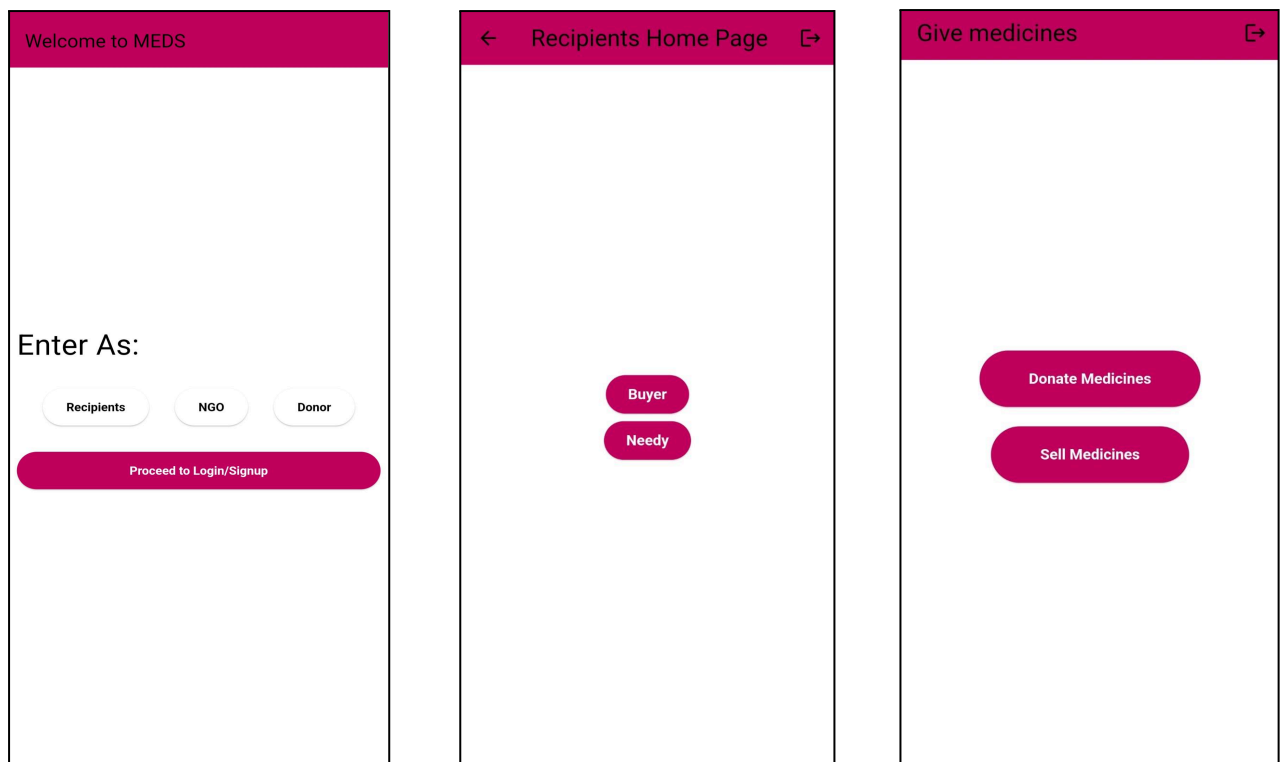 Welcome to MEDS
Enter As:
Recipients NGO Donor
Proceed to Login/Signup
Recipients Home Page
Buyer
Needy
Give medicines
Donate Medicines
Sell Medicines